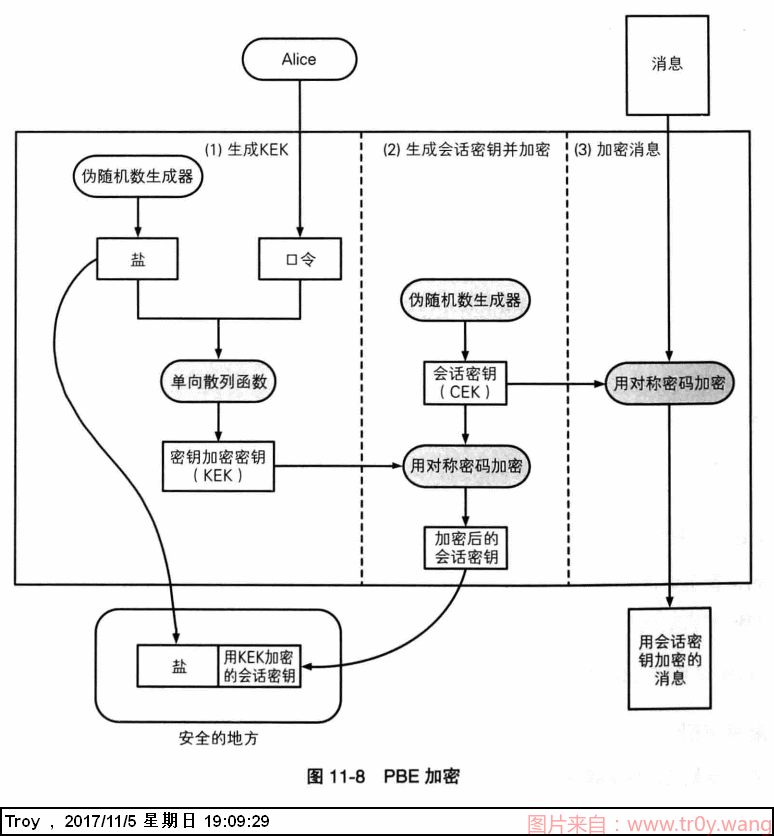 Alice
消息
(1) 生成KEK
(2) 生成会话密钥并加密
(3) 加密消息
伪随机数生成器
盐
口令
伪随机数生成器
单向散列函数
会话密钥
(CEK)
用对称密码加密
密钥加密密钥
(KEK)
用对称密码加密
加密后的
会话密钥
盐
用KEK加密
的会话密钥
用会话密
钥加密的
消息
安全的地方
图 11-8 PBE 加密
Troy , 2017/11/5 星期日 19:09:29
图片来自：www.tr0y.wang